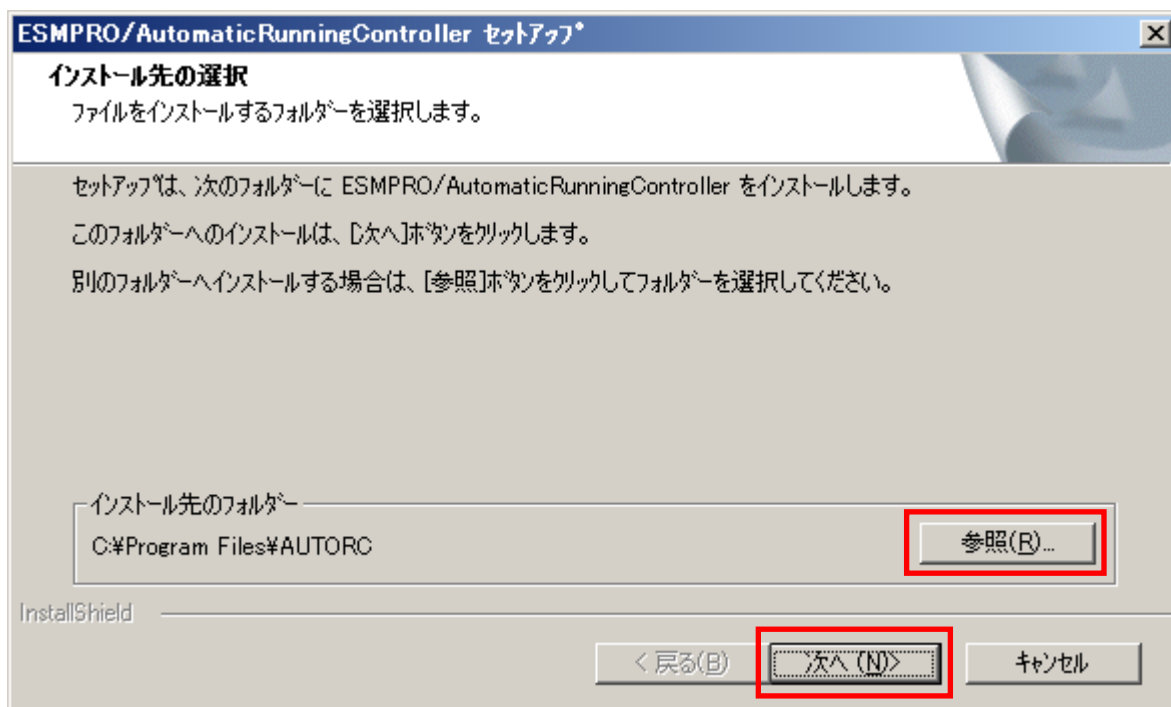 ESMPRO/AutomaticRunningController セットアップ
インストール先の選択
ファイルをインストールするフォルダーを選択します。
セットアップは、次のフォルダーに ESMPRO/AutomaticRunningController をインストールします。
このフォルダーへのインストールは、[次へ]ボタンをクリックします。
別のフォルダーへインストールする場合は、[参照]ボタンをクリックしてフォルダーを選択してください。
インストール先のフォルダー
C:¥Program Files¥AUTORC
参照(R)...
InstallShield
< 戻る(B)
次へ (N)>
キャンセル